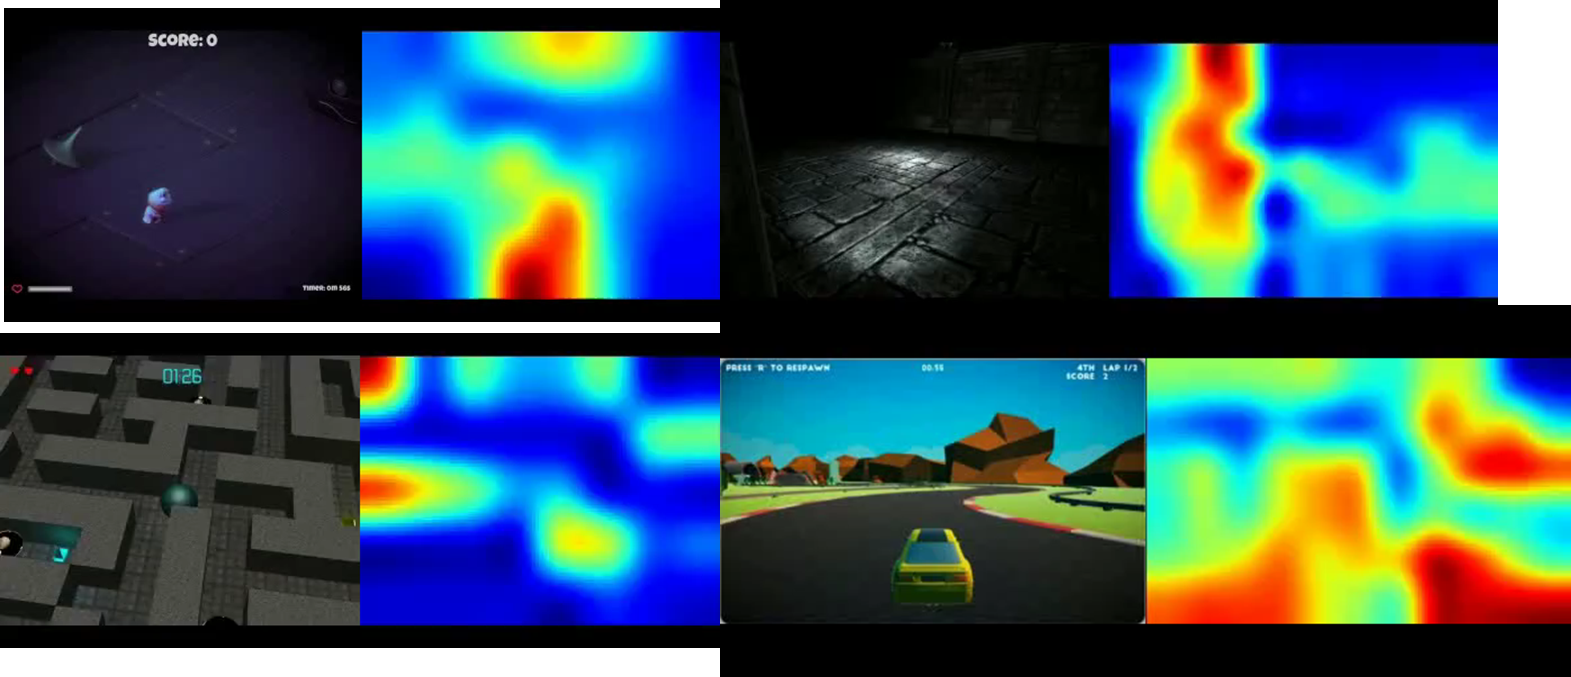 SCORE: 0
TIMER: 0M 56S
01:26
PRESS "R" TO RESPAWN
00:55
4TH LAP 1/2
SCORE 2